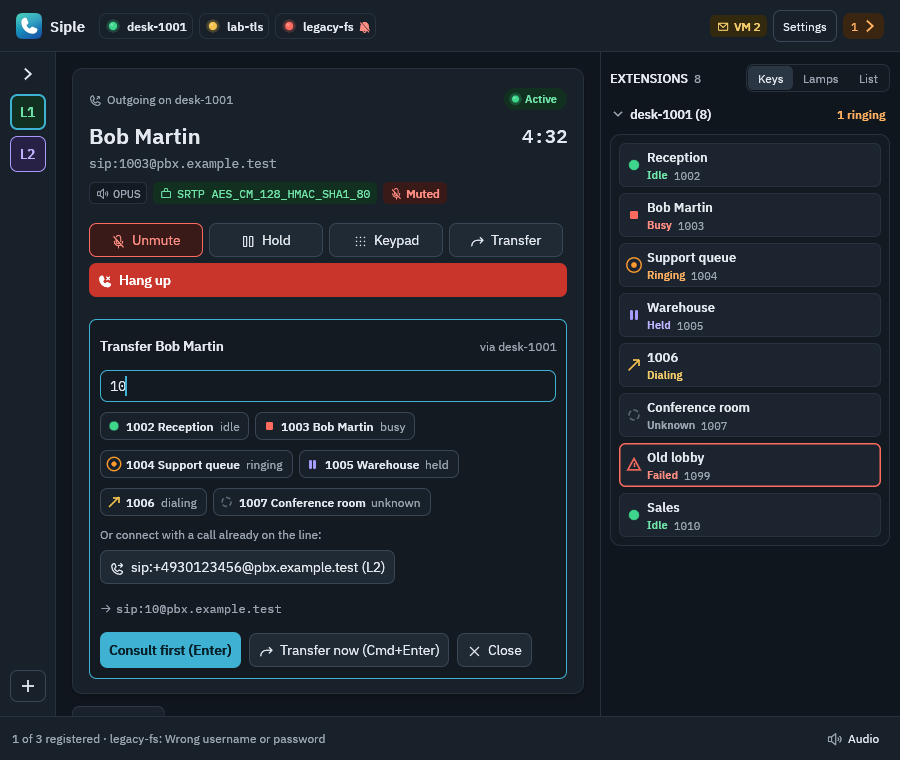 Siple desk-1001 lab-tls legacy-fs VM 2 Settings 1
L1
L2
Outgoing on desk-1001 Active
Bob Martin 4:32
sip:1003@pbx.example.test
OPUS SRTP AES_CM_128_HMAC_SHA1_80 Muted
Unmute Hold Keypad Transfer
Hang up
Transfer Bob Martin via desk-1001
10
1002 Reception idle 1003 Bob Martin busy
1004 Support queue ringing 1005 Warehouse held
1006 dialing 1007 Conference room unknown
Or connect with a call already on the line:
sip:+4930123456@pbx.example.test (L2)
→ sip:10@pbx.example.test
Consult first (Enter) Transfer now (Cmd+Enter) Close
EXTENSIONS 8 Keys Lamps List
desk-1001 (8) 1 ringing
Reception
Idle 1002
Bob Martin
Busy 1003
Support queue
Ringing 1004
Warehouse
Held 1005
1006
Dialing
Conference room
Unknown 1007
Old lobby
Failed 1099
Sales
Idle 1010
1 of 3 registered · legacy-fs: Wrong username or password Audio